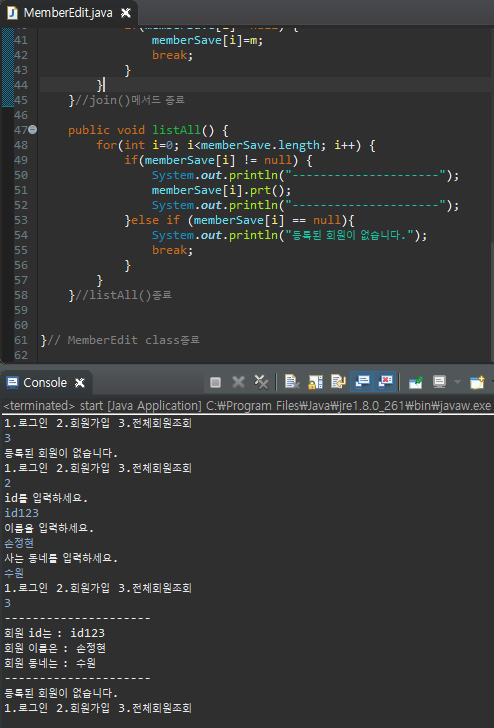 MemberEdit.java
41 memberSave[i]=m;
42 break;
43 }
44 }
45 }//join()메서드 종료
46
47 public void listAll() {
48 for(int i=0; i<memberSave.length; i++) {
49 if(memberSave[i] != null) {
50 System.out.println("---------------------");
51 memberSave[i].prt();
52 System.out.println("---------------------");
53 }else if (memberSave[i] == null){
54 System.out.println("등록된 회원이 없습니다.");
55 break;
56 }
57 }
58 }//listAll()종료
59
60
61 }// MemberEdit class종료
62
Console
<terminated> start [Java Application] C:₩Program Files₩Java₩jre1.8.0_261₩bin₩javaw.exe
1.로그인 2.회원가입 3.전체회원조회
3
등록된 회원이 없습니다.
1.로그인 2.회원가입 3.전체회원조회
2
id를 입력하세요.
id123
이름을 입력하세요.
손정현
사는 동네를 입력하세요.
수원
1.로그인 2.회원가입 3.전체회원조회
3
---------------------
회원 id는 : id123
회원 이름은 : 손정현
회원 동네는 : 수원
---------------------
등록된 회원이 없습니다.
1.로그인 2.회원가입 3.전체회원조회